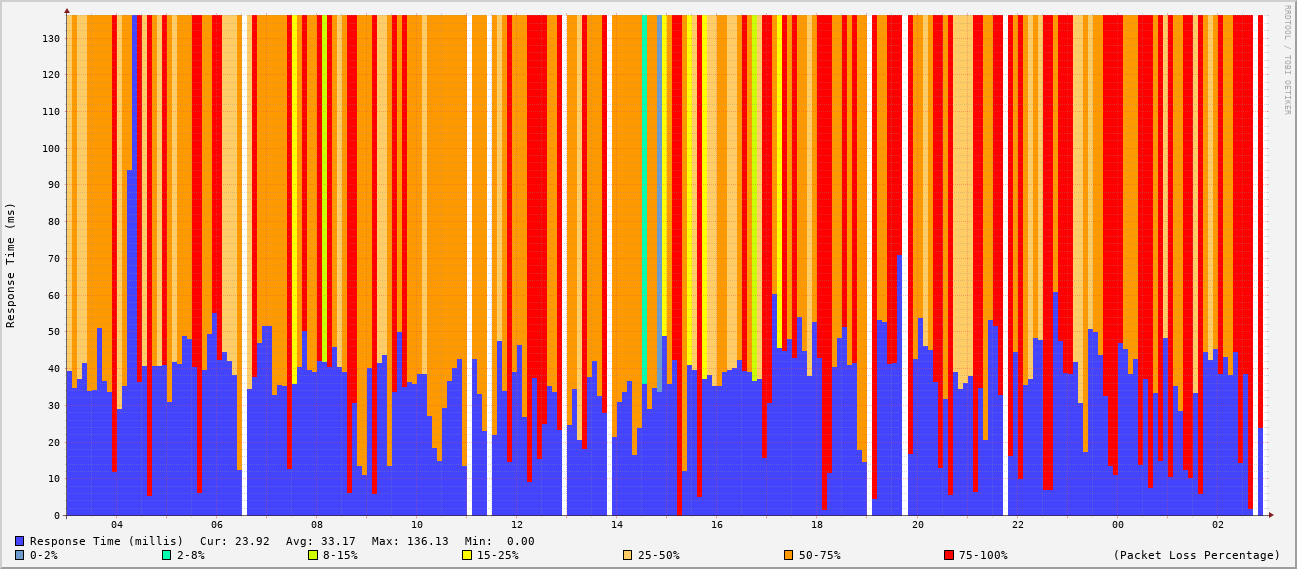 RRDTOOL / TOBI OETIKER
Response Time (ms)
130
120
110
100
90
80
70
60
50
40
30
20
10
0
04 06 08 10 12 14 16 18 20 22 00 02
Response Time (millis) Cur: 23.92 Avg: 33.17 Max: 136.13 Min: 0.00
0-2% 2-8% 8-15% 15-25% 25-50% 50-75% 75-100% (Packet Loss Percentage)